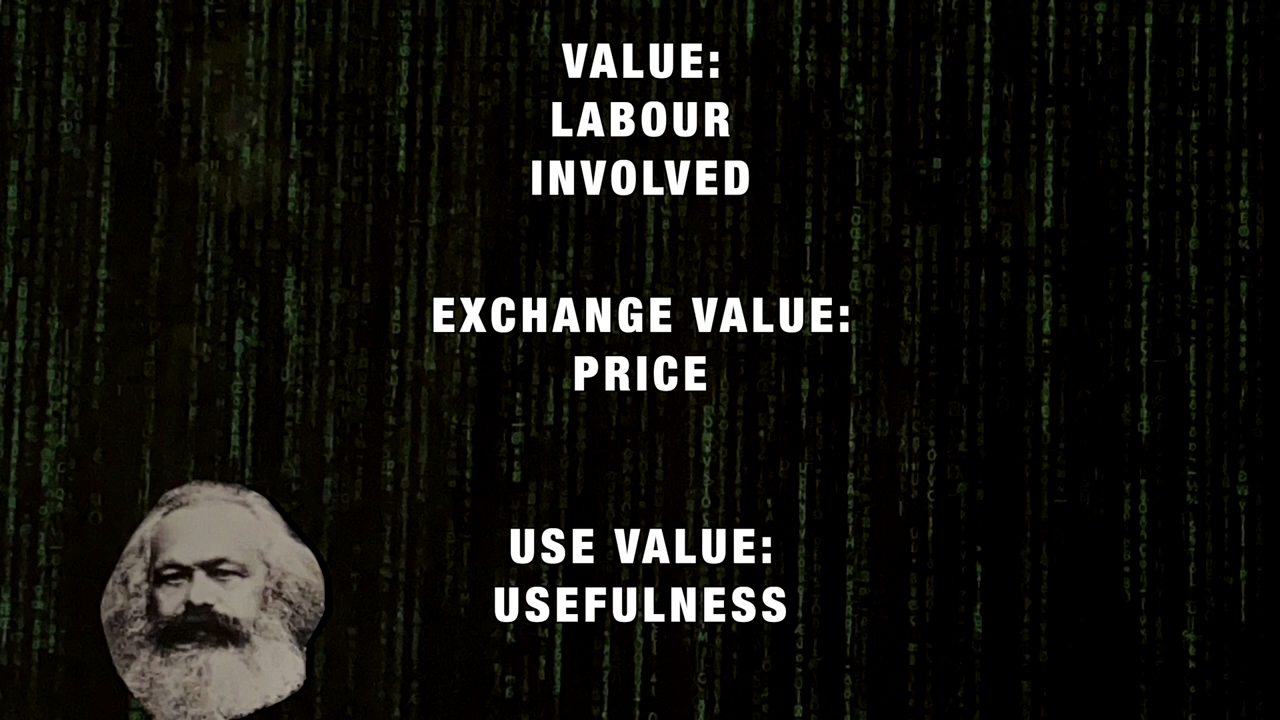 VALUE:
LABOUR
INVOLVED
EXCHANGE VALUE:
PRICE
USE VALUE:
USEFULNESS